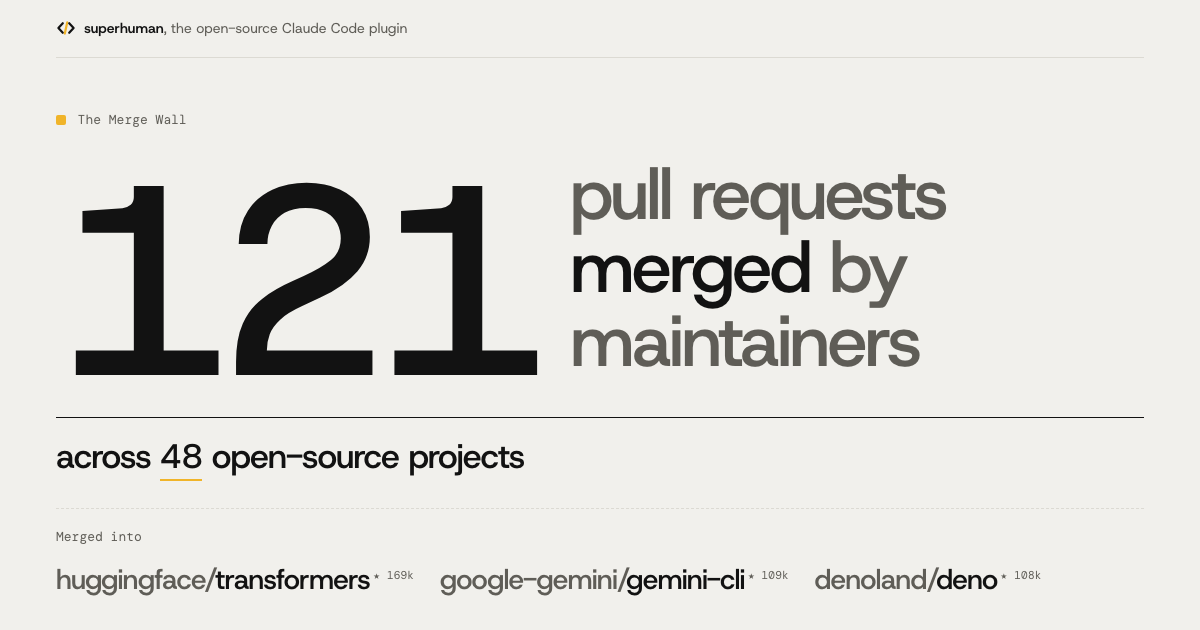 superhuman, the open-source Claude Code plugin
The Merge Wall
121
pull requests
merged by
maintainers
across 48 open-source projects
Merged into
huggingface/transformers ★ 169k google-gemini/gemini-cli ★ 109k denoland/deno ★ 108k